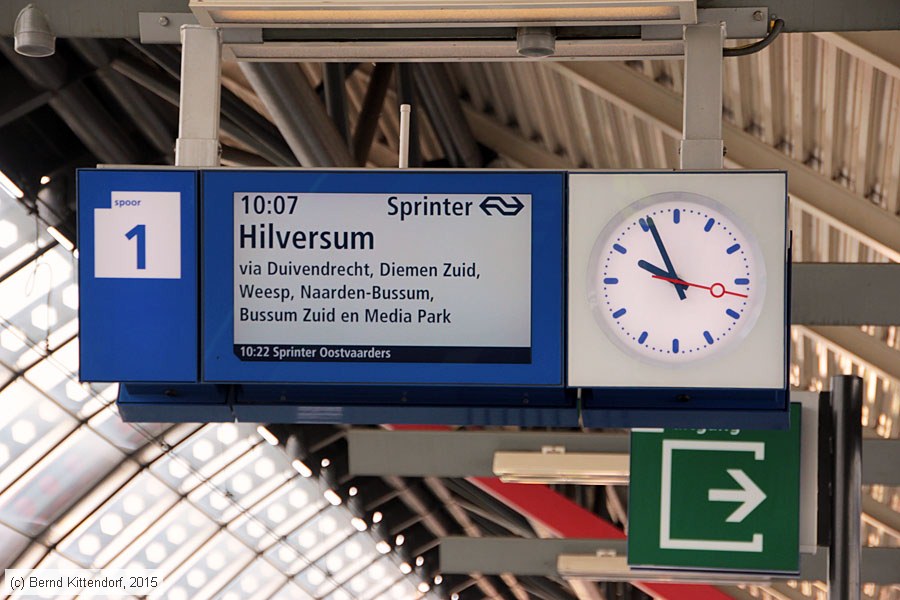 spoor
1
10:07 Sprinter
Hilversum
via Duivendrecht, Diemen Zuid,
Weesp, Naarden-Bussum,
Bussum Zuid en Media Park
10:22 Sprinter Oostvaarders
(c) Bernd Kittendorf, 2015